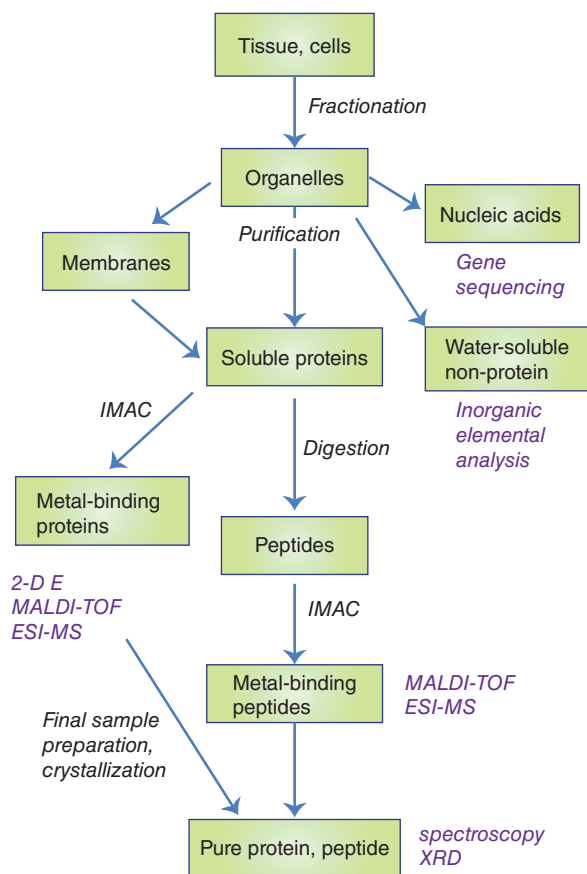 Tissue, cells
Fractionation
Organelles
Nucleic acids
Purification
Membranes
Gene
sequencing
Soluble proteins
Water-soluble
non-protein
IMAC
Inorganic
elemental
analysis
Digestion
Metal-binding
proteins
Peptides
2-D E
MALDI-TOF
ESI-MS
IMAC
Metal-binding
peptides
MALDI-TOF
ESI-MS
Final sample
preparation,
crystallization
Pure protein, peptide
spectroscopy
XRD